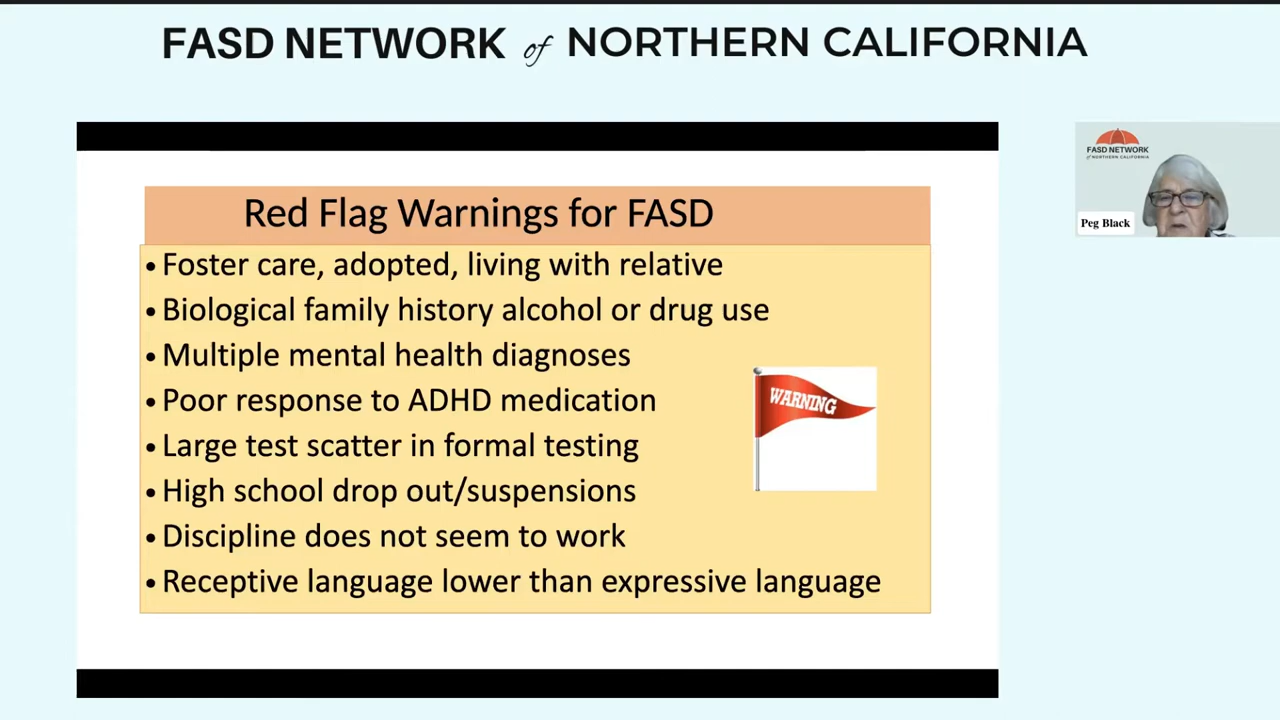 FASD NETWORK of NORTHERN CALIFORNIA
Red Flag Warnings for FASD
• Foster care, adopted, living with relative
• Biological family history alcohol or drug use
• Multiple mental health diagnoses
• Poor response to ADHD medication
• Large test scatter in formal testing
• High school drop out/suspensions
• Discipline does not seem to work
• Receptive language lower than expressive language
WARNING
FASD NETWORK
of NORTHERN CALIFORNIA
Peg Black